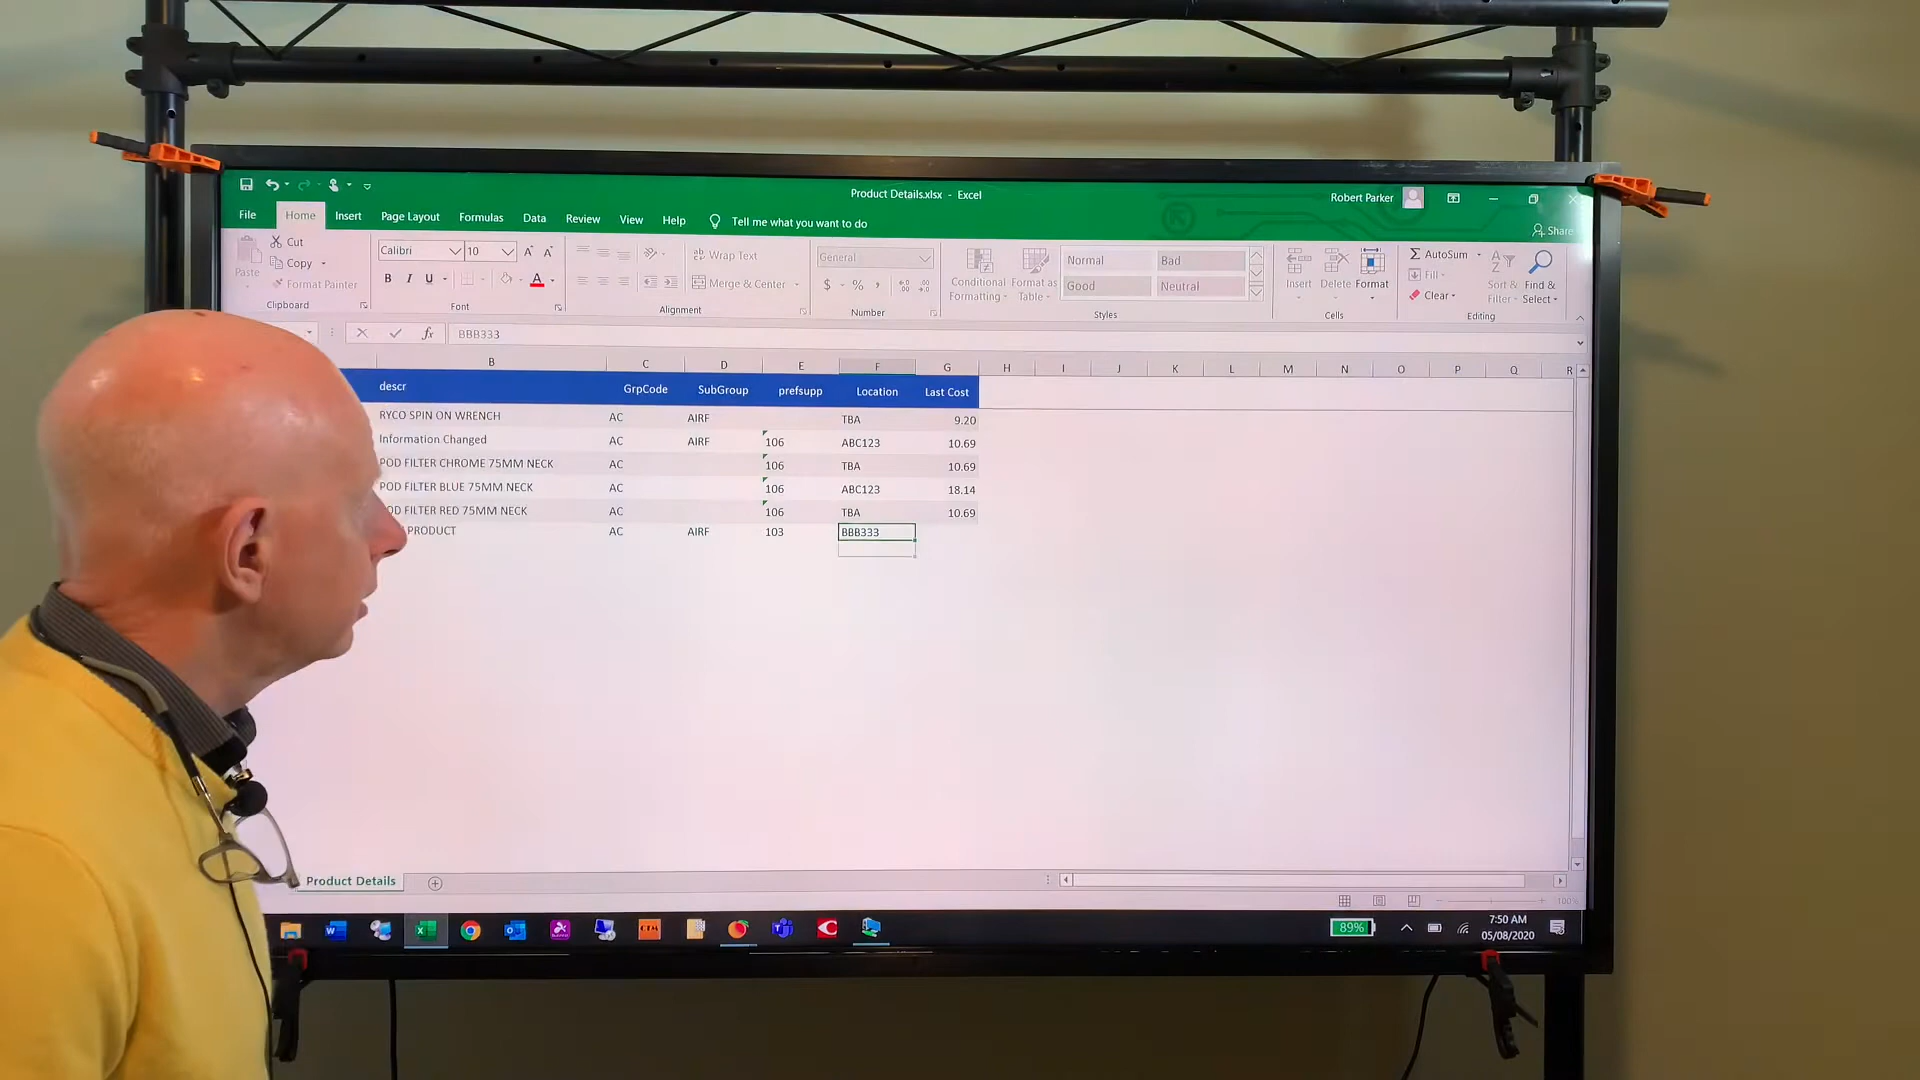 Product Details.xlsx - Excel
Robert Parker
File Home Insert Page Layout Formulas Data Review View Help Tell me what you want to do
Share
Paste
Cut
Copy
Format Painter
Clipboard
Calibri 10
B I U A
Font
Wrap Text
Merge & Center
Alignment
General
$ % ,
Number
Conditional Formatting
Format as Table
Normal Bad
Good Neutral
Styles
Insert Delete Format
Cells
AutoSum
Fill
Clear
Sort & Filter
Find & Select
Editing
fx BBB333
B C D E F G H I J K L M N O P Q R
descr GrpCode SubGroup prefsupp Location Last Cost
RYCO SPIN ON WRENCH AC AIRF TBA 9.20
Information Changed AC AIRF 106 ABC123 10.69
POD FILTER CHROME 75MM NECK AC 106 TBA 10.69
POD FILTER BLUE 75MM NECK AC 106 ABC123 18.14
POD FILTER RED 75MM NECK AC 106 TBA 10.69
PRODUCT AC AIRF 103 BBB333
Product Details
100%
89%
7:50 AM
05/08/2020